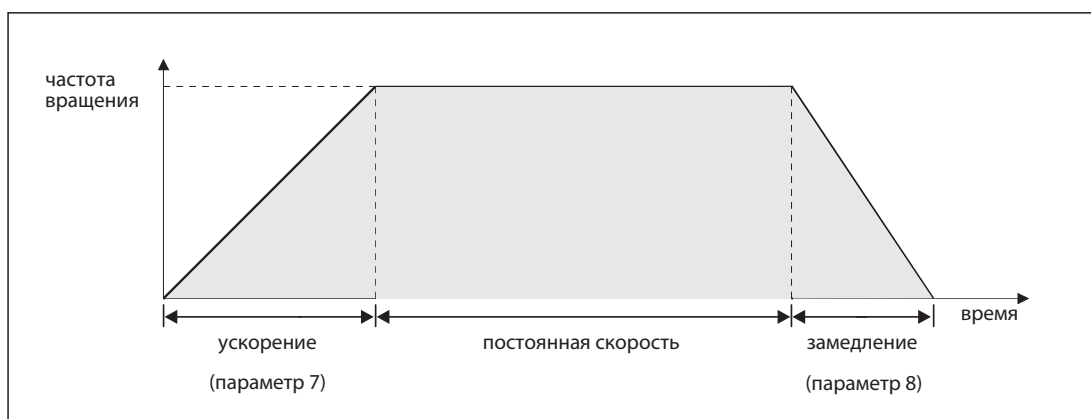 частота
вращения
время
ускорение
постоянная скорость
замедление
(параметр 7)
(параметр 8)